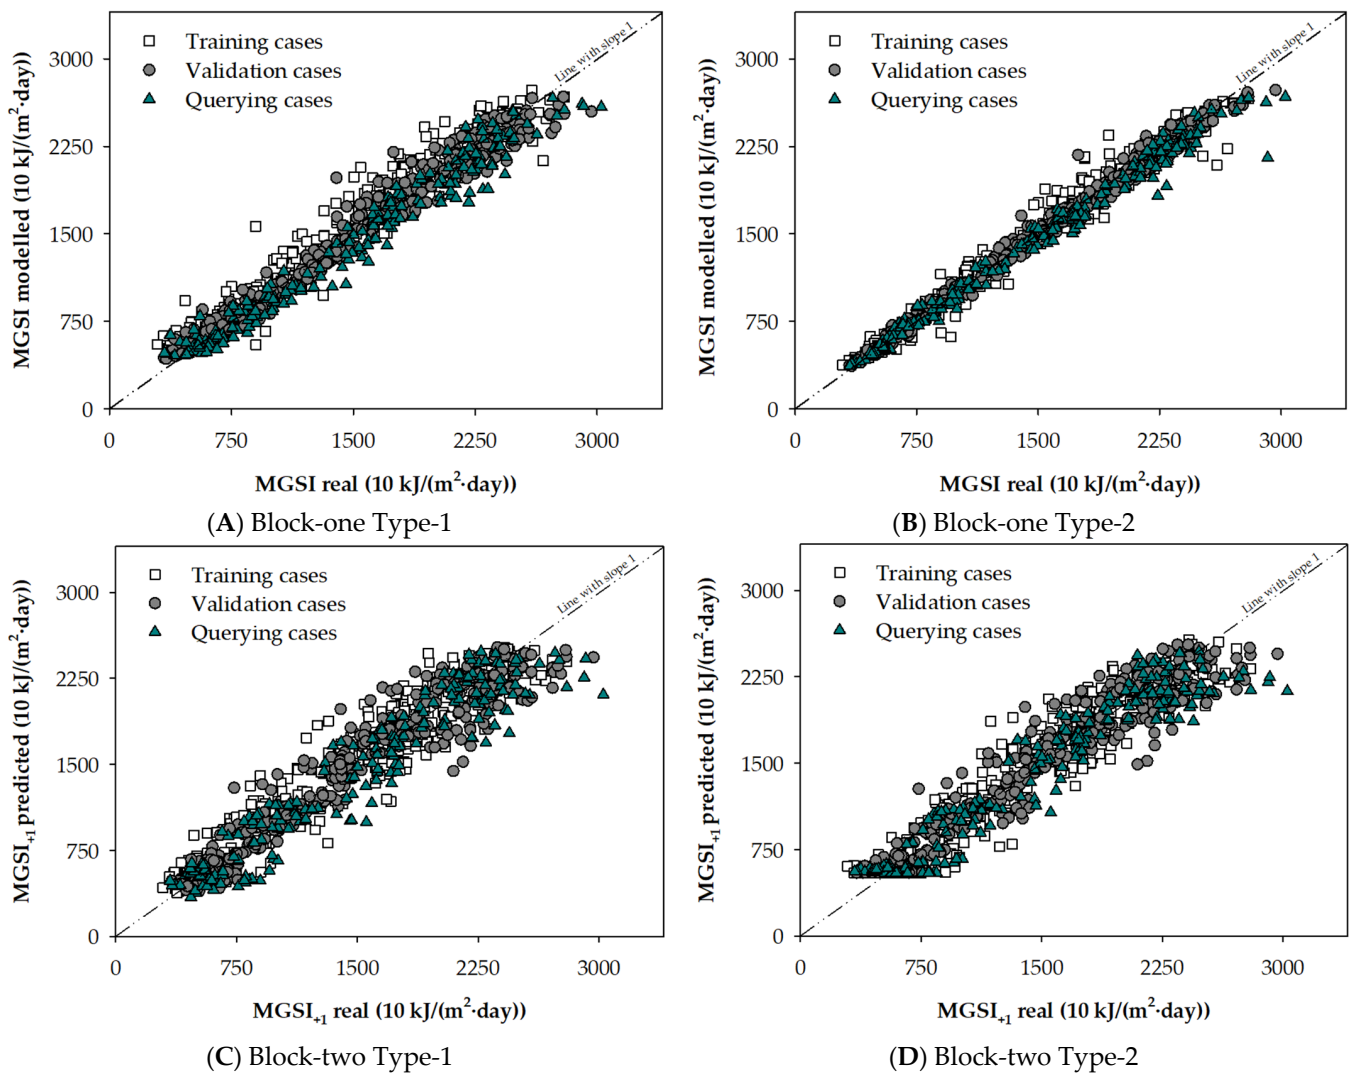 MGSI modelled (10 kJ/(m²·day))
3000
2250
1500
750
0
Training cases
Validation cases
Querying cases
Line with slope 1
0 750 1500 2250 3000
MGSI real (10 kJ/(m²·day))
(A) Block-one Type-1
MGSI modelled (10 kJ/(m²·day))
3000
2250
1500
750
0
Training cases
Validation cases
Querying cases
Line with slope 1
0 750 1500 2250 3000
MGSI real (10 kJ/(m²·day))
(B) Block-one Type-2
MGSI₊₁ predicted (10 kJ/(m²·day))
3000
2250
1500
750
0
Training cases
Validation cases
Querying cases
Line with slope 1
0 750 1500 2250 3000
MGSI₊₁ real (10 kJ/(m²·day))
(C) Block-two Type-1
MGSI₊₁ predicted (10 kJ/(m²·day))
3000
2250
1500
750
0
Training cases
Validation cases
Querying cases
Line with slope 1
0 750 1500 2250 3000
MGSI₊₁ real (10 kJ/(m²·day))
(D) Block-two Type-2